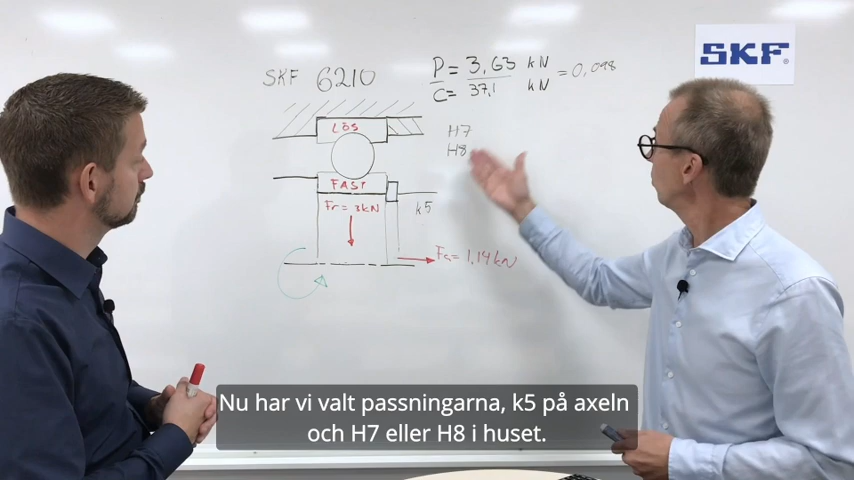 SKF 6210
P = 3,63 kN
C = 37,1 kN = 0,098
SKF
LÖS
H7
H8
FAST
Fr = 3kN
k5
Fa = 1,14 kN
Nu har vi valt passningarna, k5 på axeln
och H7 eller H8 i huset.